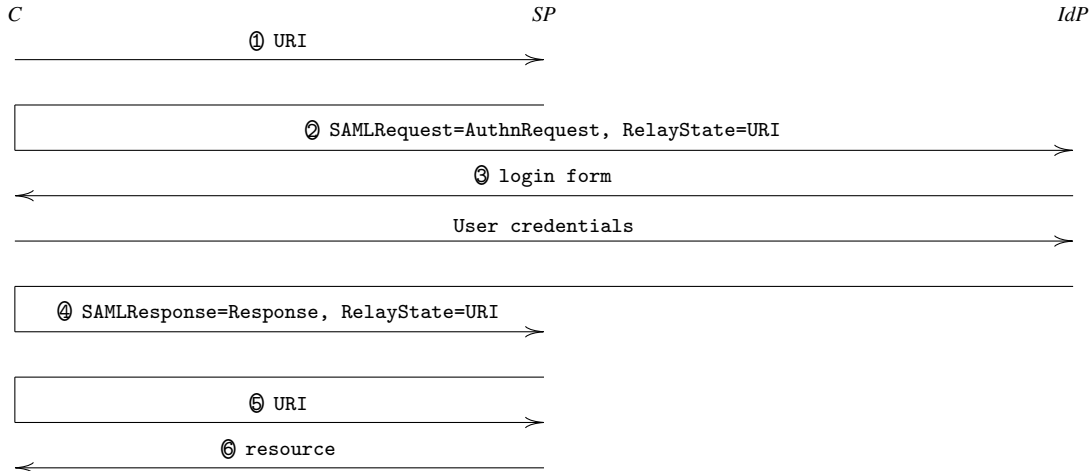 C SP IdP
① URI
② SAMLRequest=AuthnRequest, RelayState=URI
③ login form
User credentials
④ SAMLResponse=Response, RelayState=URI
⑤ URI
⑥ resource